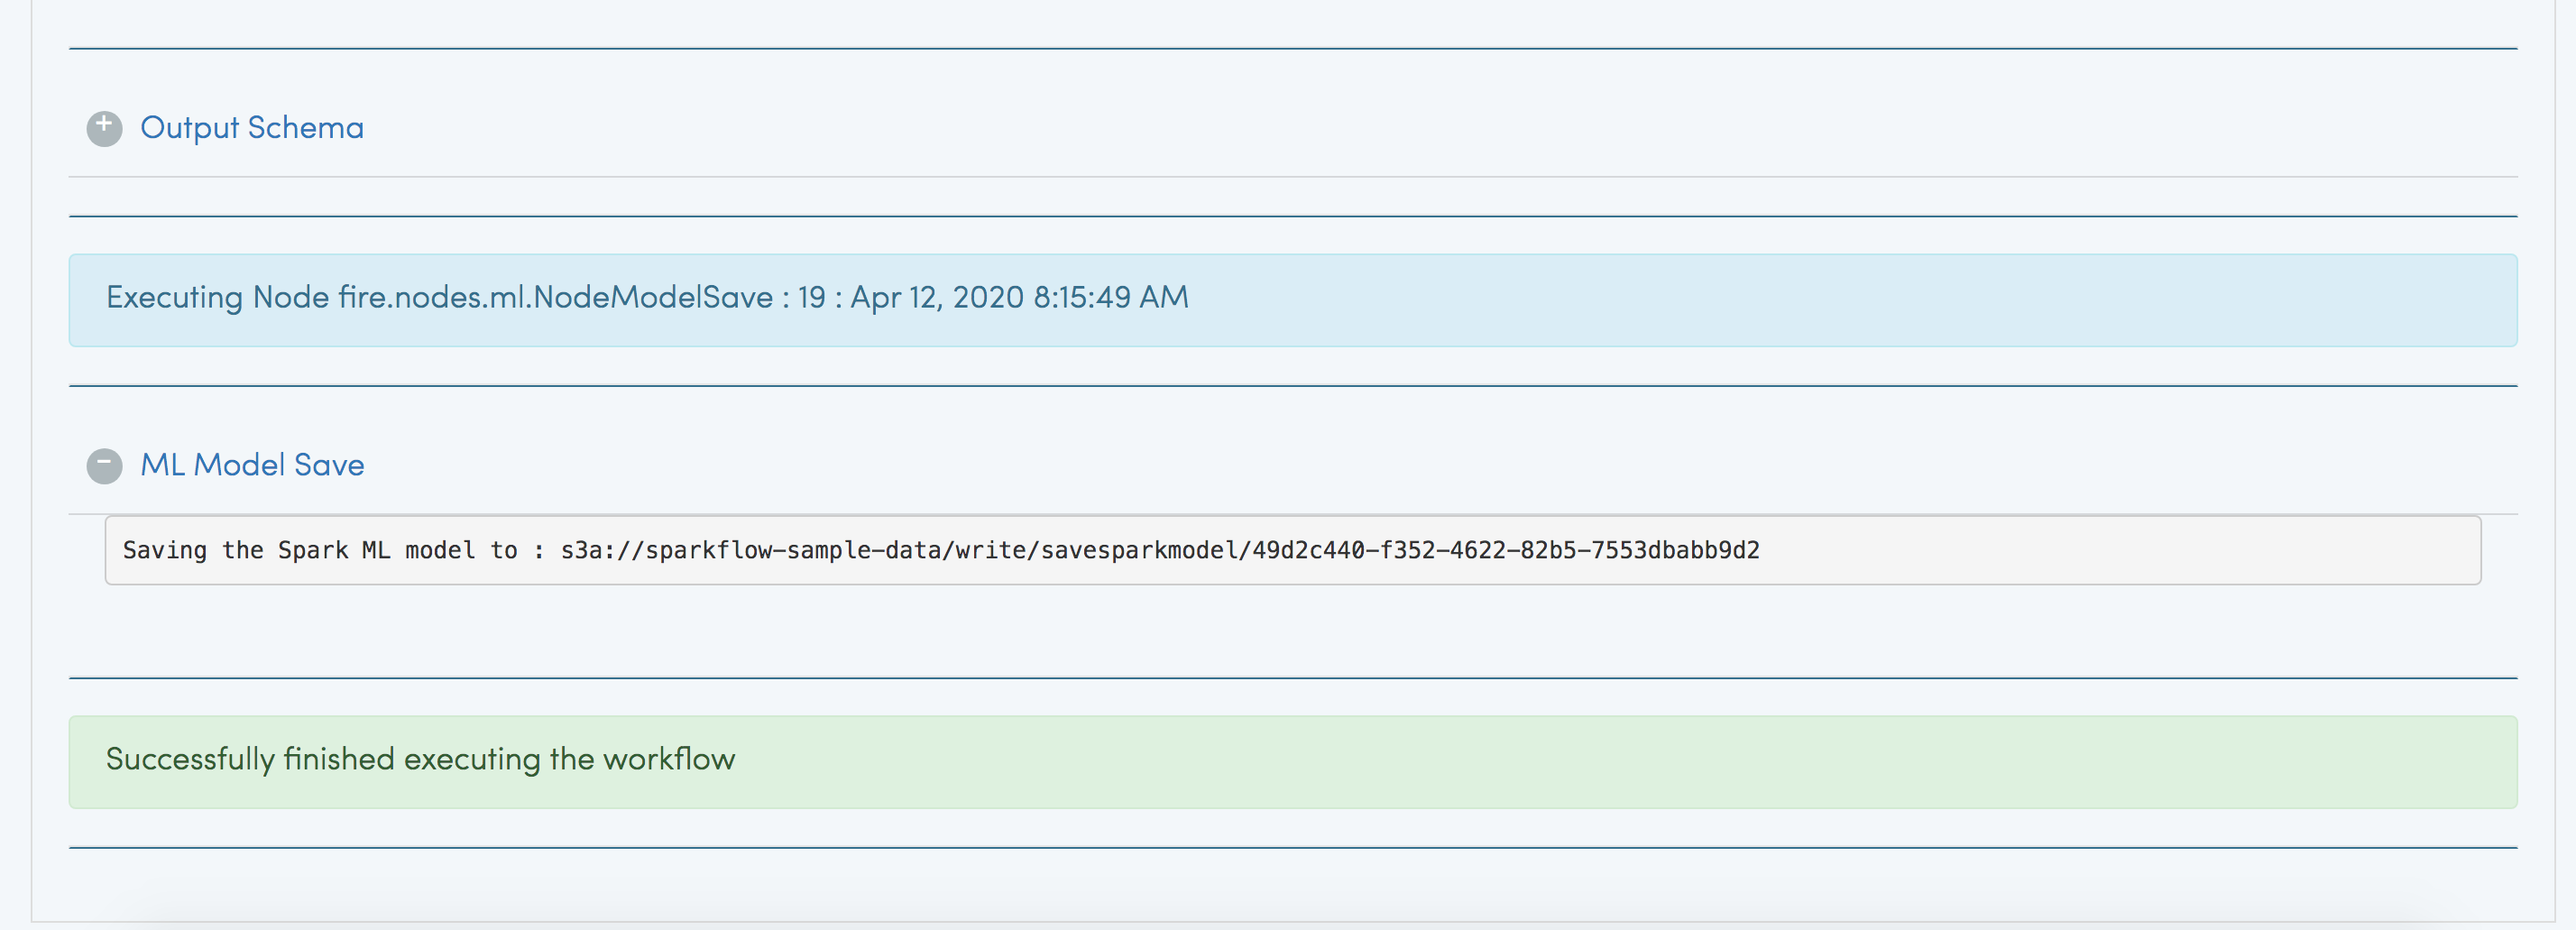 Output Schema
Executing Node fire.nodes.ml.NodeModelSave : 19 : Apr 12, 2020 8:15:49 AM
ML Model Save
Saving the Spark ML model to : s3a://sparkflow-sample-data/write/savesparkmodel/49d2c440-f352-4622-82b5-7553dbabb9d2
Successfully finished executing the workflow